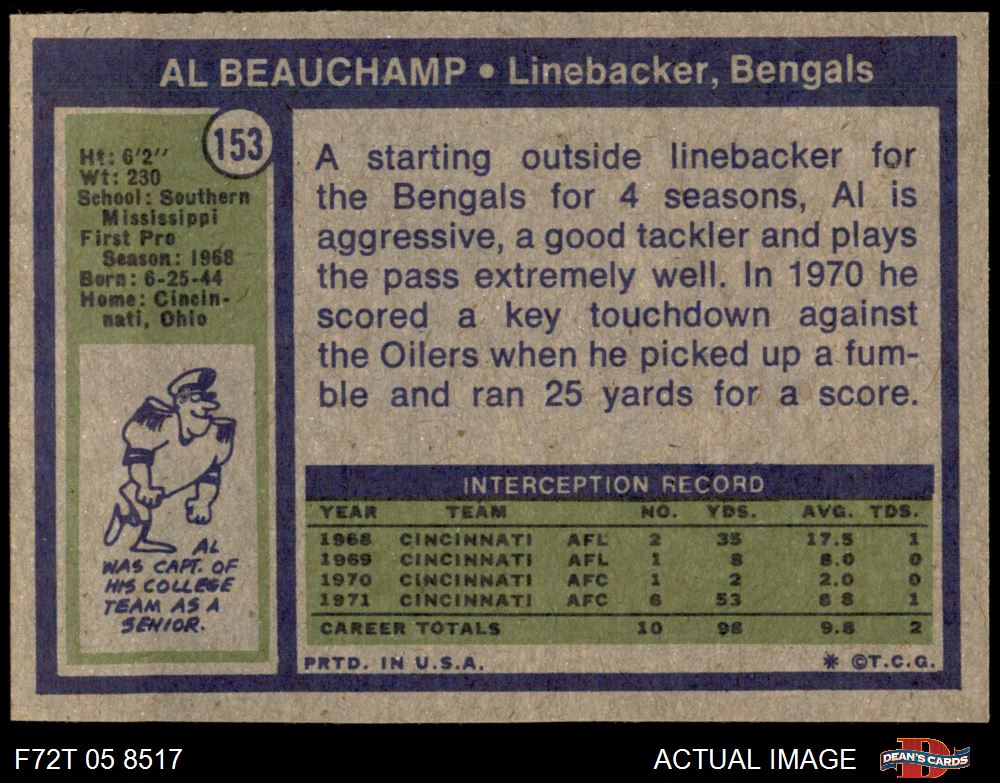 AL BEAUCHAMP • Linebacker, Bengals
153
Ht: 6'2"
Wt: 230
School: Southern
Mississippi
First Pro
Season: 1968
Born: 6-25-44
Home: Cincin-
nati, Ohio
AL
WAS CAPT. OF
HIS COLLEGE
TEAM AS A
SENIOR.
A starting outside linebacker for
the Bengals for 4 seasons, Al is
aggressive, a good tackler and plays
the pass extremely well. In 1970 he
scored a key touchdown against
the Oilers when he picked up a fum-
ble and ran 25 yards for a score.
INTERCEPTION RECORD
YEAR TEAM NO. YDS. AVG. TDS.
1968 CINCINNATI AFL 2 35 17.5 1
1969 CINCINNATI AFL 1 8 8.0 0
1970 CINCINNATI AFC 1 2 2.0 0
1971 CINCINNATI AFC 6 53 8 8 1
CAREER TOTALS 10 98 9.8 2
PRTD. IN U.S.A. * ©T.C.G.
F72T 05 8517
ACTUAL IMAGE
D
DEAN'S CARDS